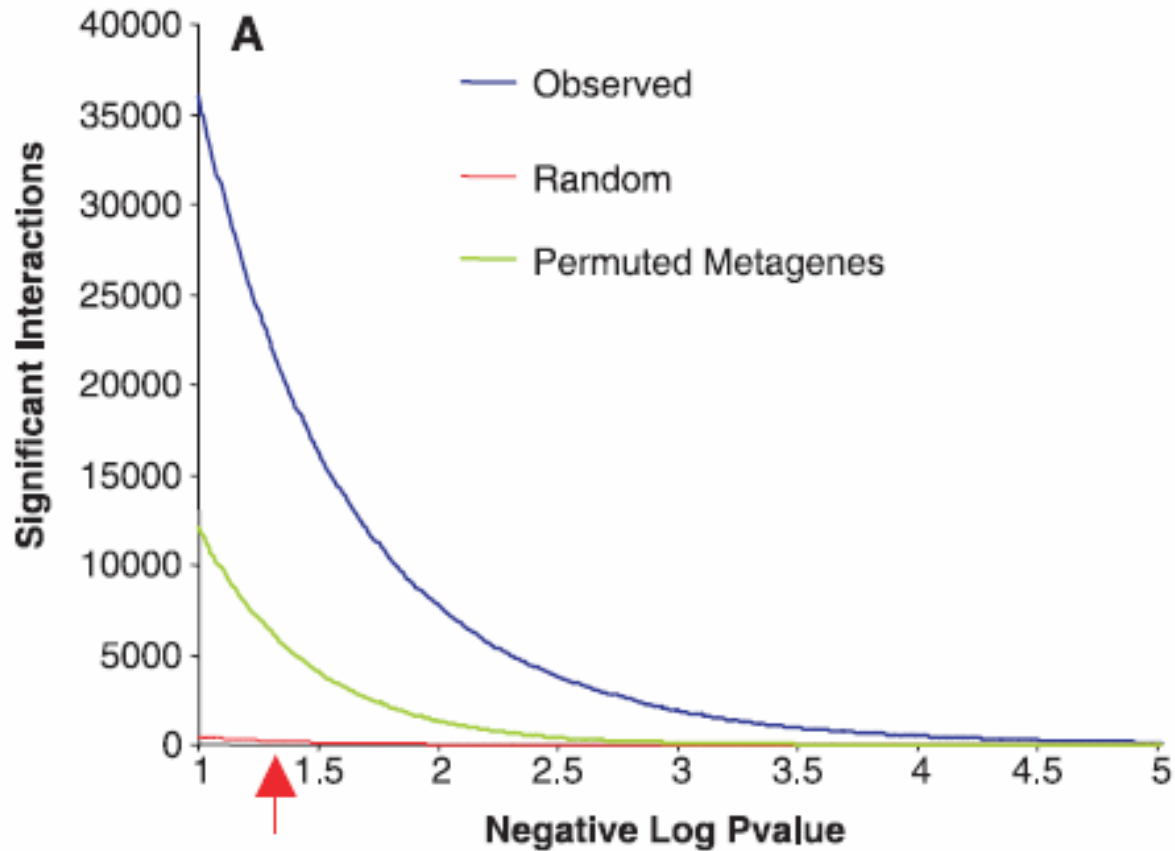 A
40000
35000
30000
25000
20000
15000
10000
5000
0
Significant Interactions
Observed
Random
Permuted Metagenes
1 1.5 2 2.5 3 3.5 4 4.5 5
Negative Log Pvalue